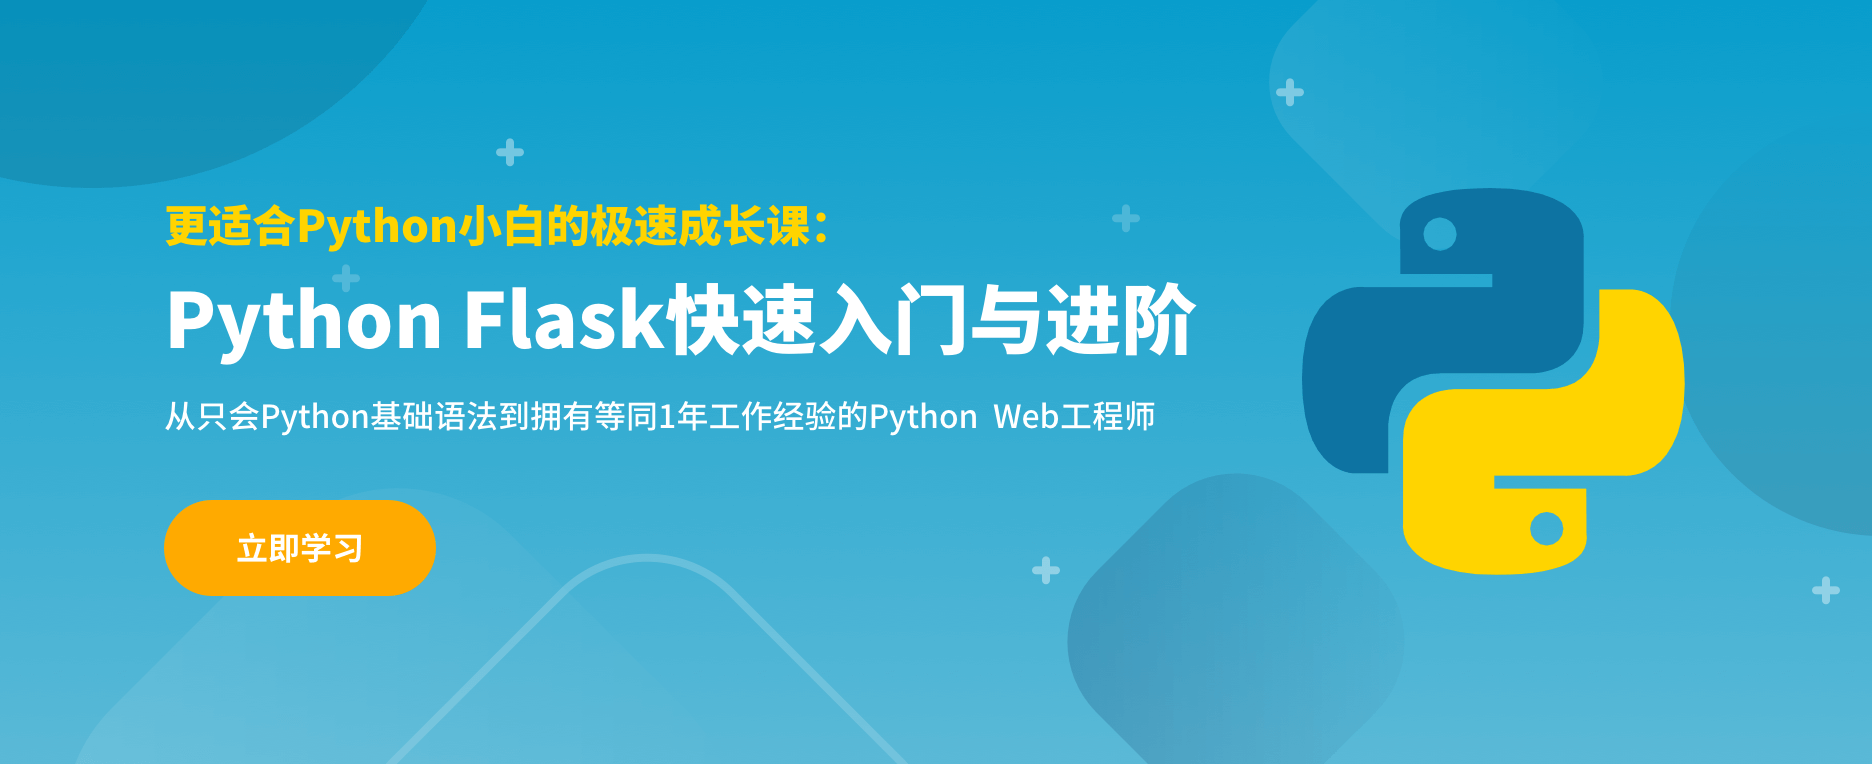 更适合Python小白的极速成长课：
Python Flask快速入门与进阶
从只会Python基础语法到拥有等同1年工作经验的Python Web工程师
立即学习